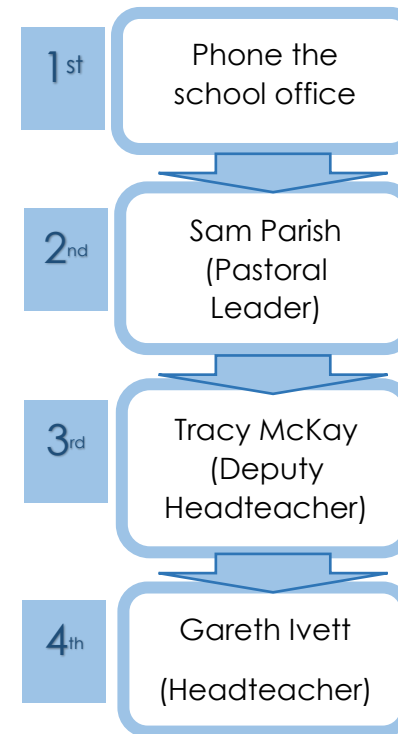 1st
Phone the
school office
2nd
Sam Parish
(Pastoral
Leader)
3rd
Tracy McKay
(Deputy
Headteacher)
4th
Gareth Ivett
(Headteacher)